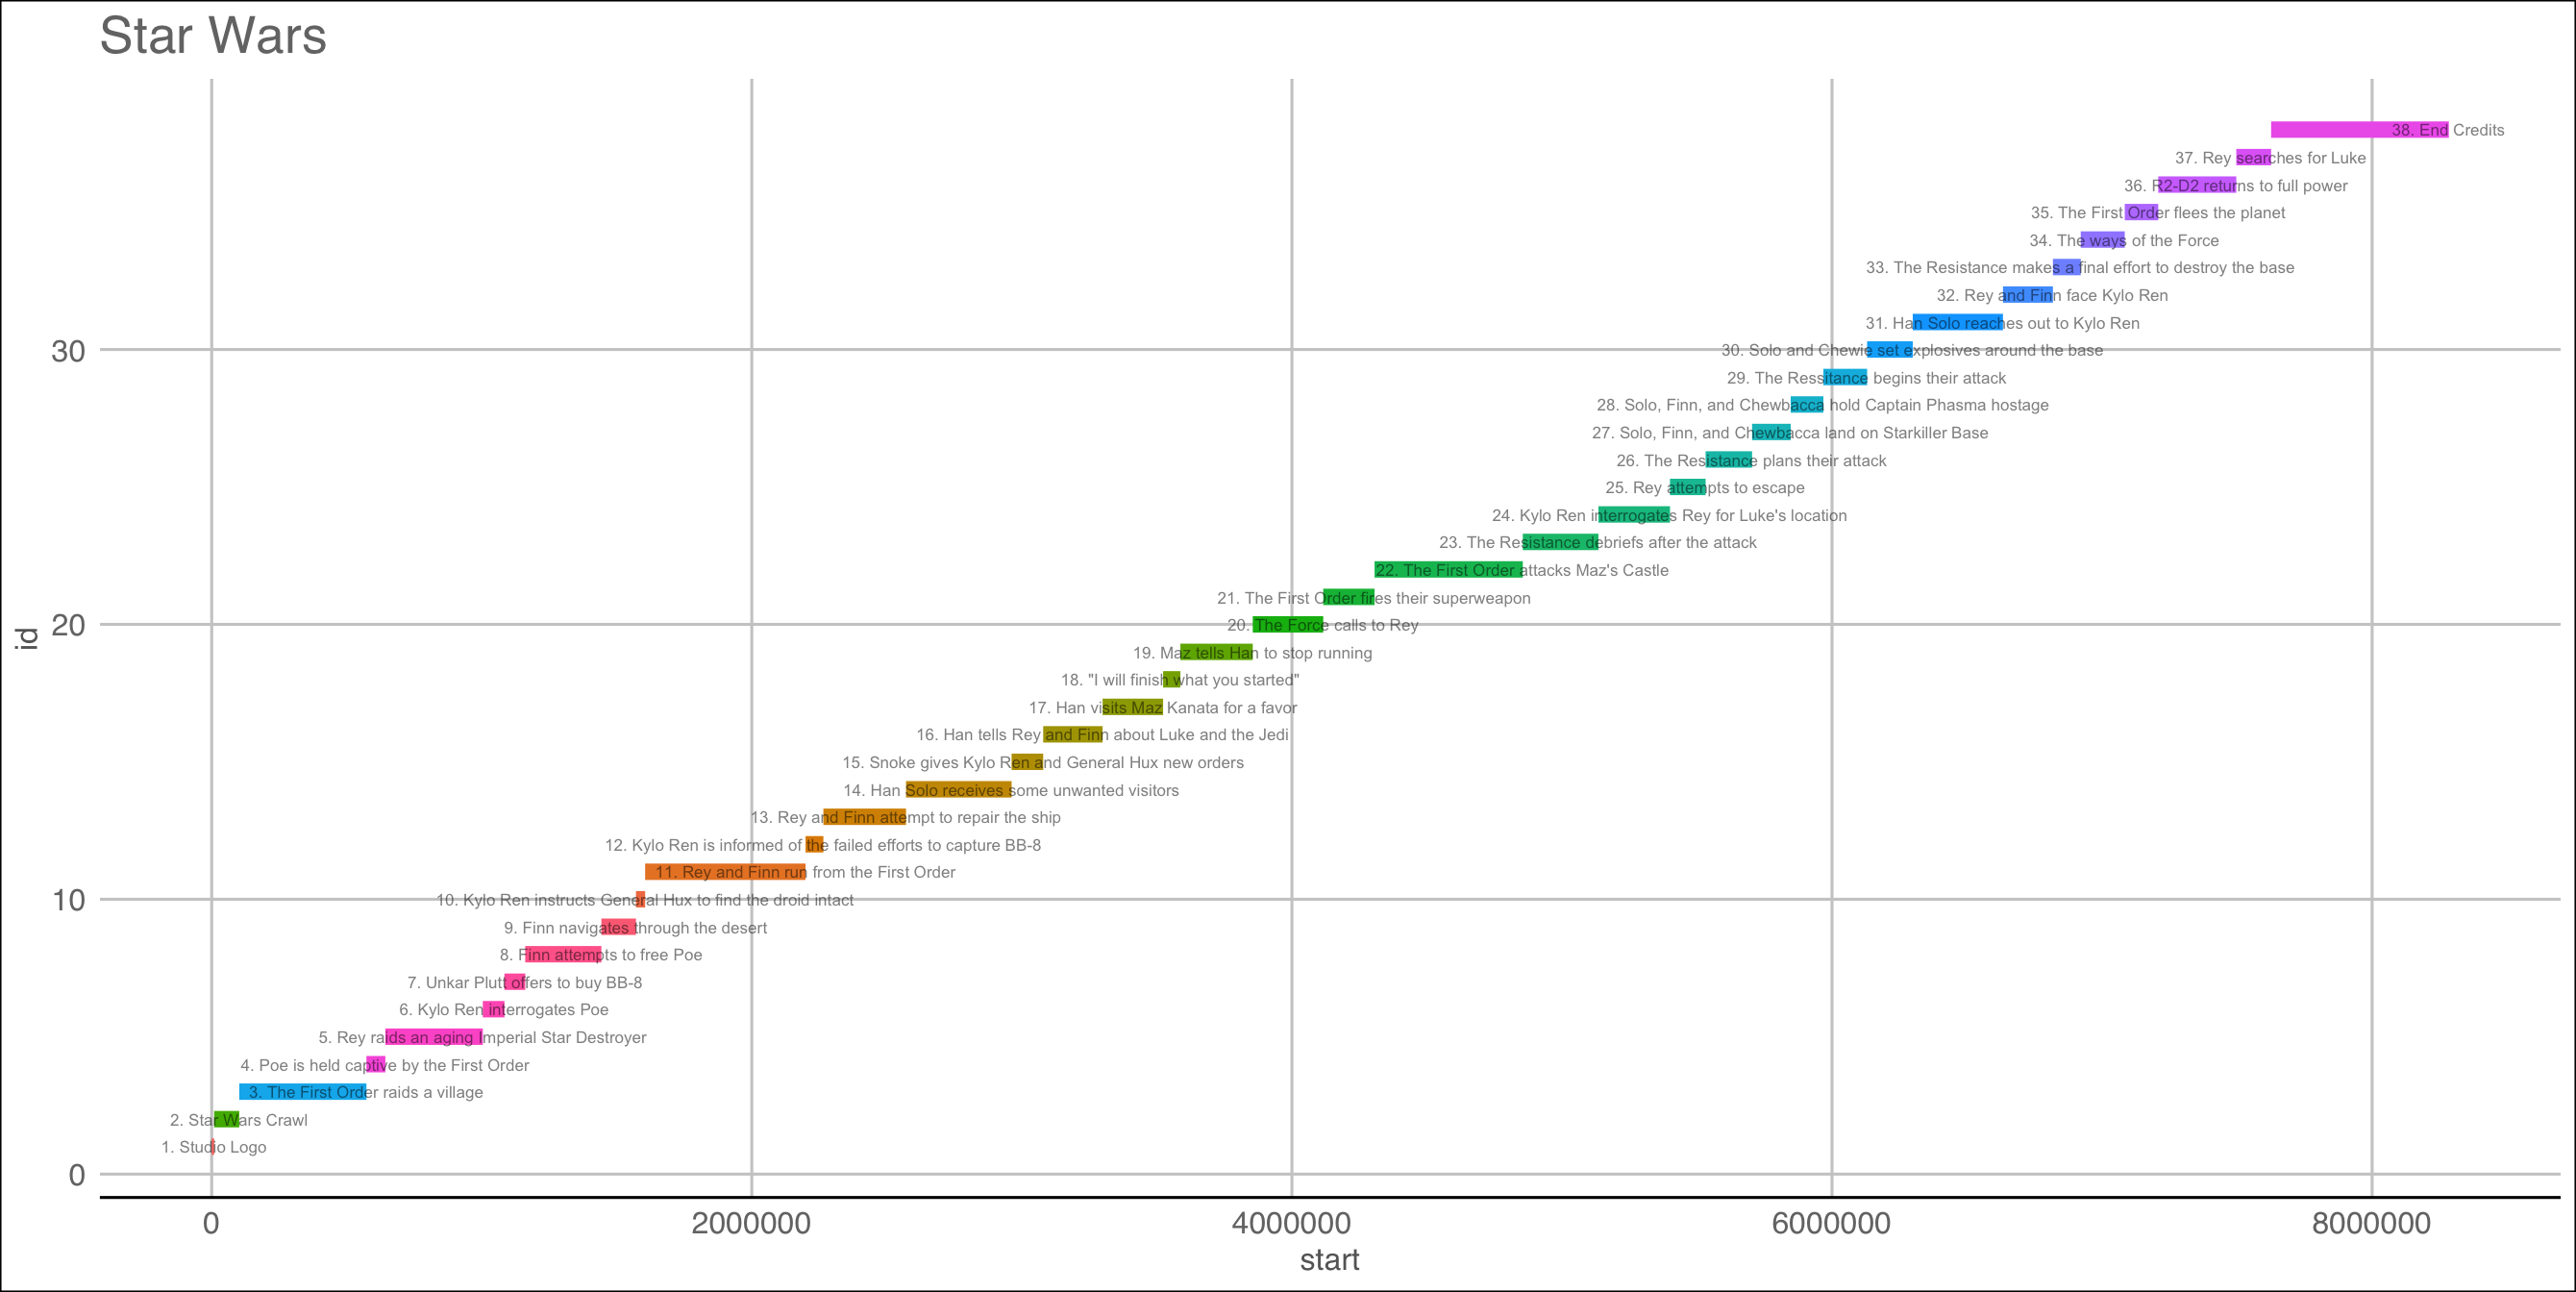 Star Wars
38. End Credits
37. Rey searches for Luke
36. R2-D2 returns to full power
35. The First Order flees the planet
34. The ways of the Force
33. The Resistance makes a final effort to destroy the base
32. Rey and Finn face Kylo Ren
31. Han Solo reaches out to Kylo Ren
30
30. Solo and Chewie set explosives around the base
29. The Ressitance begins their attack
28. Solo, Finn, and Chewbacca hold Captain Phasma hostage
27. Solo, Finn, and Chewbacca land on Starkiller Base
26. The Resistance plans their attack
25. Rey attempts to escape
24. Kylo Ren interrogates Rey for Luke's location
23. The Resistance debriefs after the attack
22. The First Order attacks Maz's Castle
21. The First Order fires their superweapon
id
20
20. The Force calls to Rey
19. Maz tells Han to stop running
18. "I will finish what you started"
17. Han visits Maz Kanata for a favor
16. Han tells Rey and Finn about Luke and the Jedi
15. Snoke gives Kylo Ren and General Hux new orders
14. Han Solo receives some unwanted visitors
13. Rey and Finn attempt to repair the ship
12. Kylo Ren is informed of the failed efforts to capture BB-8
11. Rey and Finn run from the First Order
10
10. Kylo Ren instructs General Hux to find the droid intact
9. Finn navigates through the desert
8. Finn attempts to free Poe
7. Unkar Plutt offers to buy BB-8
6. Kylo Ren interrogates Poe
5. Rey raids an aging Imperial Star Destroyer
4. Poe is held captive by the First Order
3. The First Order raids a village
2. Star Wars Crawl
1. Studio Logo
0
0 2000000 4000000 6000000 8000000
start